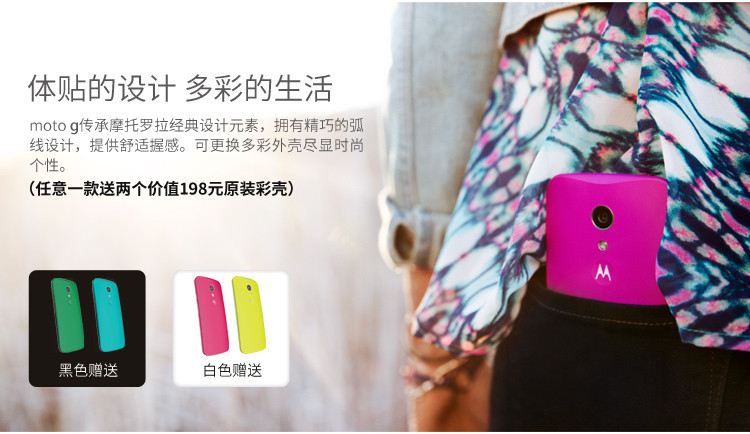 体贴的设计 多彩的生活
moto g传承摩托罗拉经典设计元素，拥有精巧的弧
线设计，提供舒适握感。可更换多彩外壳尽显时尚
个性。
（任意一款送两个价值198元原装彩壳）
黑色赠送
白色赠送